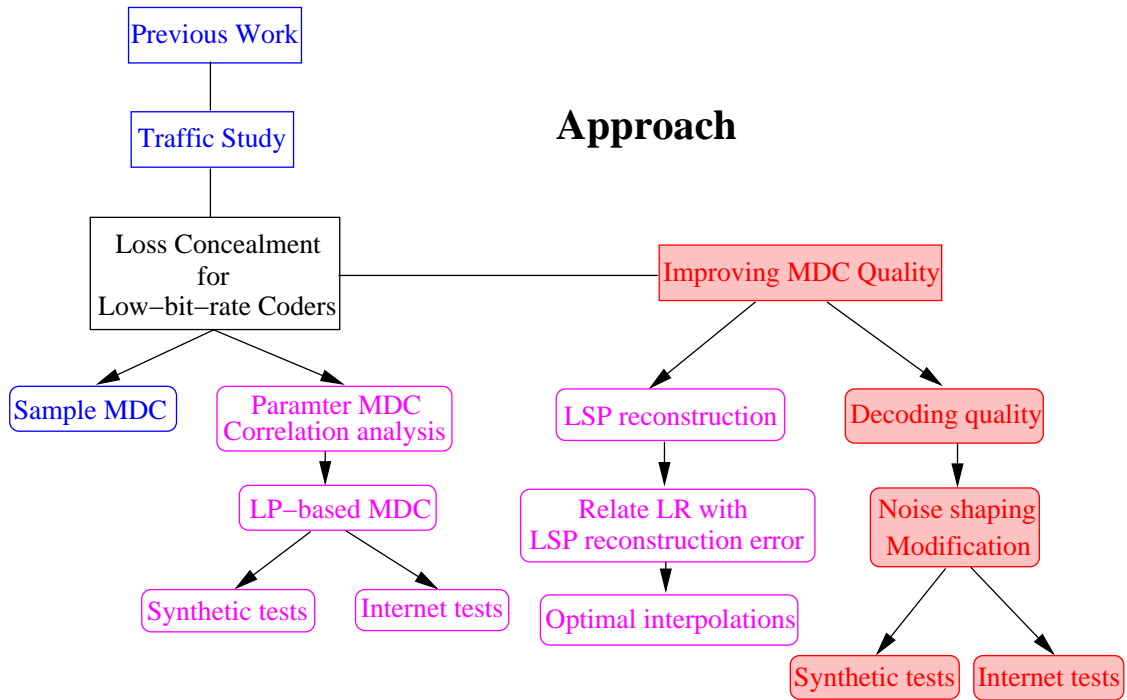 Previous Work
Traffic Study
Approach
Loss Concealment
for
Low−bit−rate Coders
Improving MDC Quality
Sample MDC
Paramter MDC
Correlation analysis
LSP reconstruction
Decoding quality
LP−based MDC
Relate LR with
LSP reconstruction error
Noise shaping
Modification
Synthetic tests
Internet tests
Optimal interpolations
Synthetic tests
Internet tests